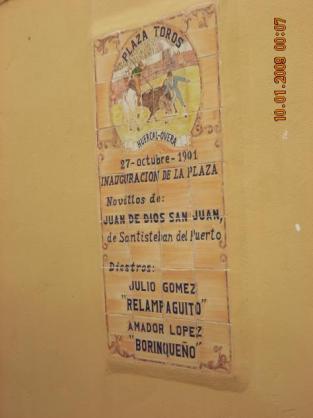 PLAZA TOROS
HUERCAL-OVERA
27-octubre-1901
INAUGURACION DE LA PLAZA
Novillos de:
JUAN DE DIOS SAN JUAN,
de Santisteban del Puerto
Diestros:
JULIO GOMEZ
"RELAMPAGUITO"
AMADOR LOPEZ
"BORINQUEÑO"
10.01.2009 00:07